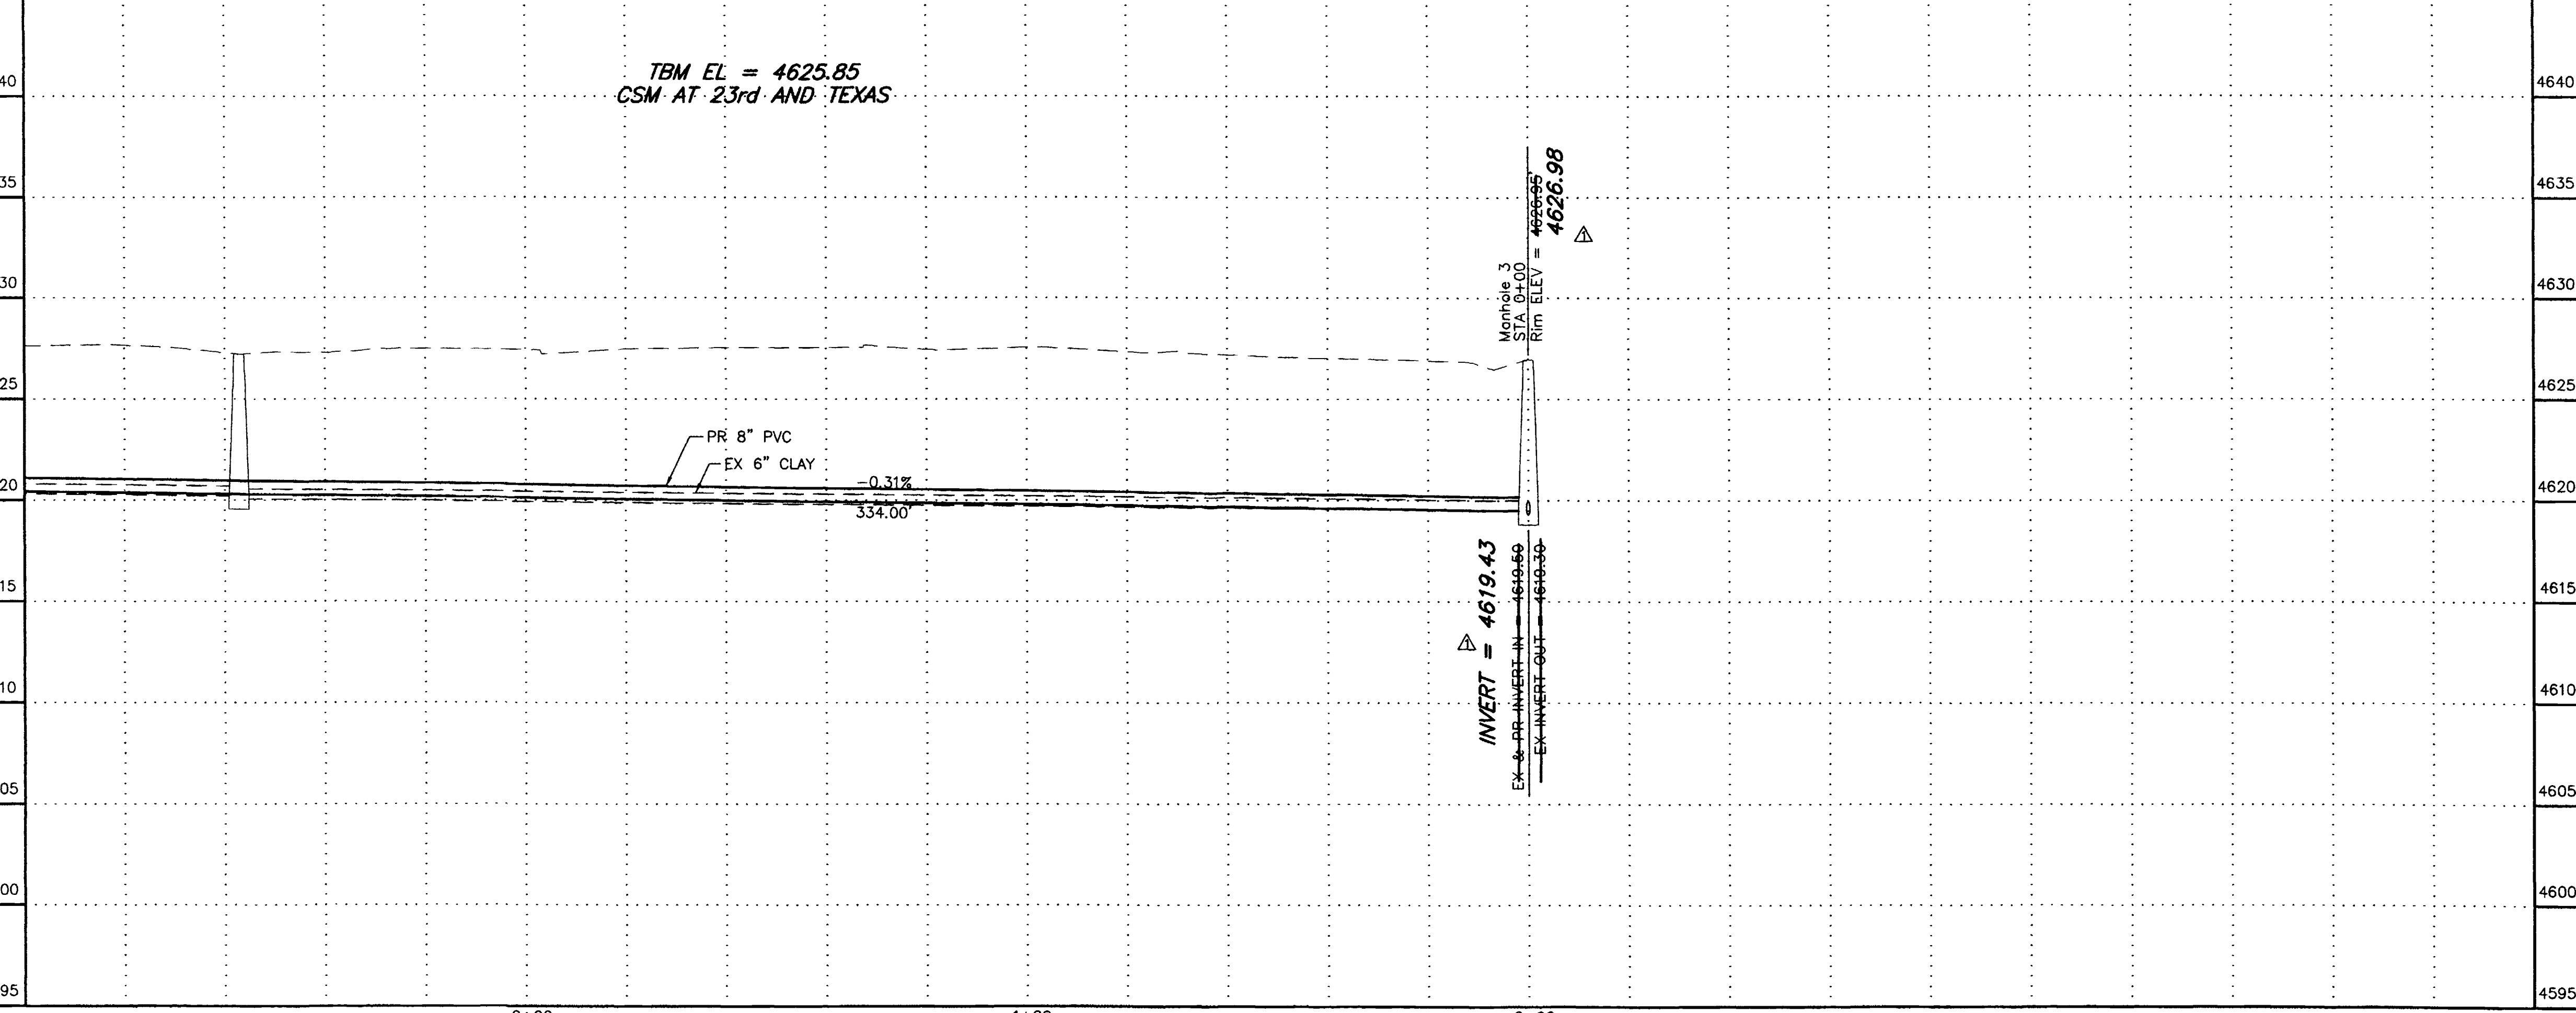 TBM EL = 4625.85
CSM AT 23rd AND TEXAS
40
35
30
25
20
15
10
05
00
95
4640
4635
4630
4625
4620
4615
4610
4605
4600
4595
Manhole 3
STA 0+00
Rim ELEV = 4626.95'
4626.98
1
PR 8" PVC
EX 6" CLAY
-0.31%
334.00'
1
INVERT = 4619.43
EX & PR INVERT IN = 4619.50
EX INVERT OUT = 4619.30